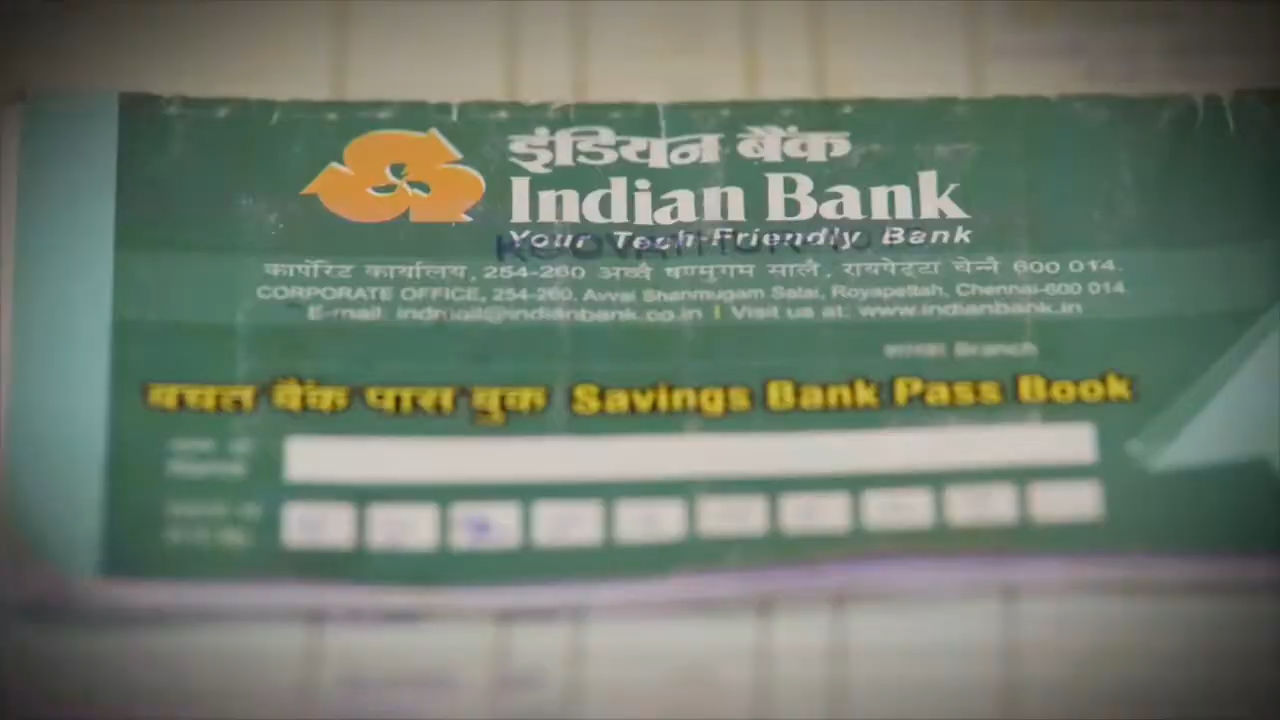 इंडियन बैंक
Indian Bank
Your Tech-Friendly Bank
कार्पोरेट कार्यालय, 254-260 अव्वै षण्मुगम सालै, रायपेट्टा चेन्नै 600 014.
CORPORATE OFFICE, 254-260, Avvai Shanmugam Salai, Royapettah, Chennai-600 014
E-mail: indmail@indianbank.co.in | Visit us at: www.indianbank.in
शाखा Branch
बचत बैंक पास बुक Savings Bank Pass Book
Name